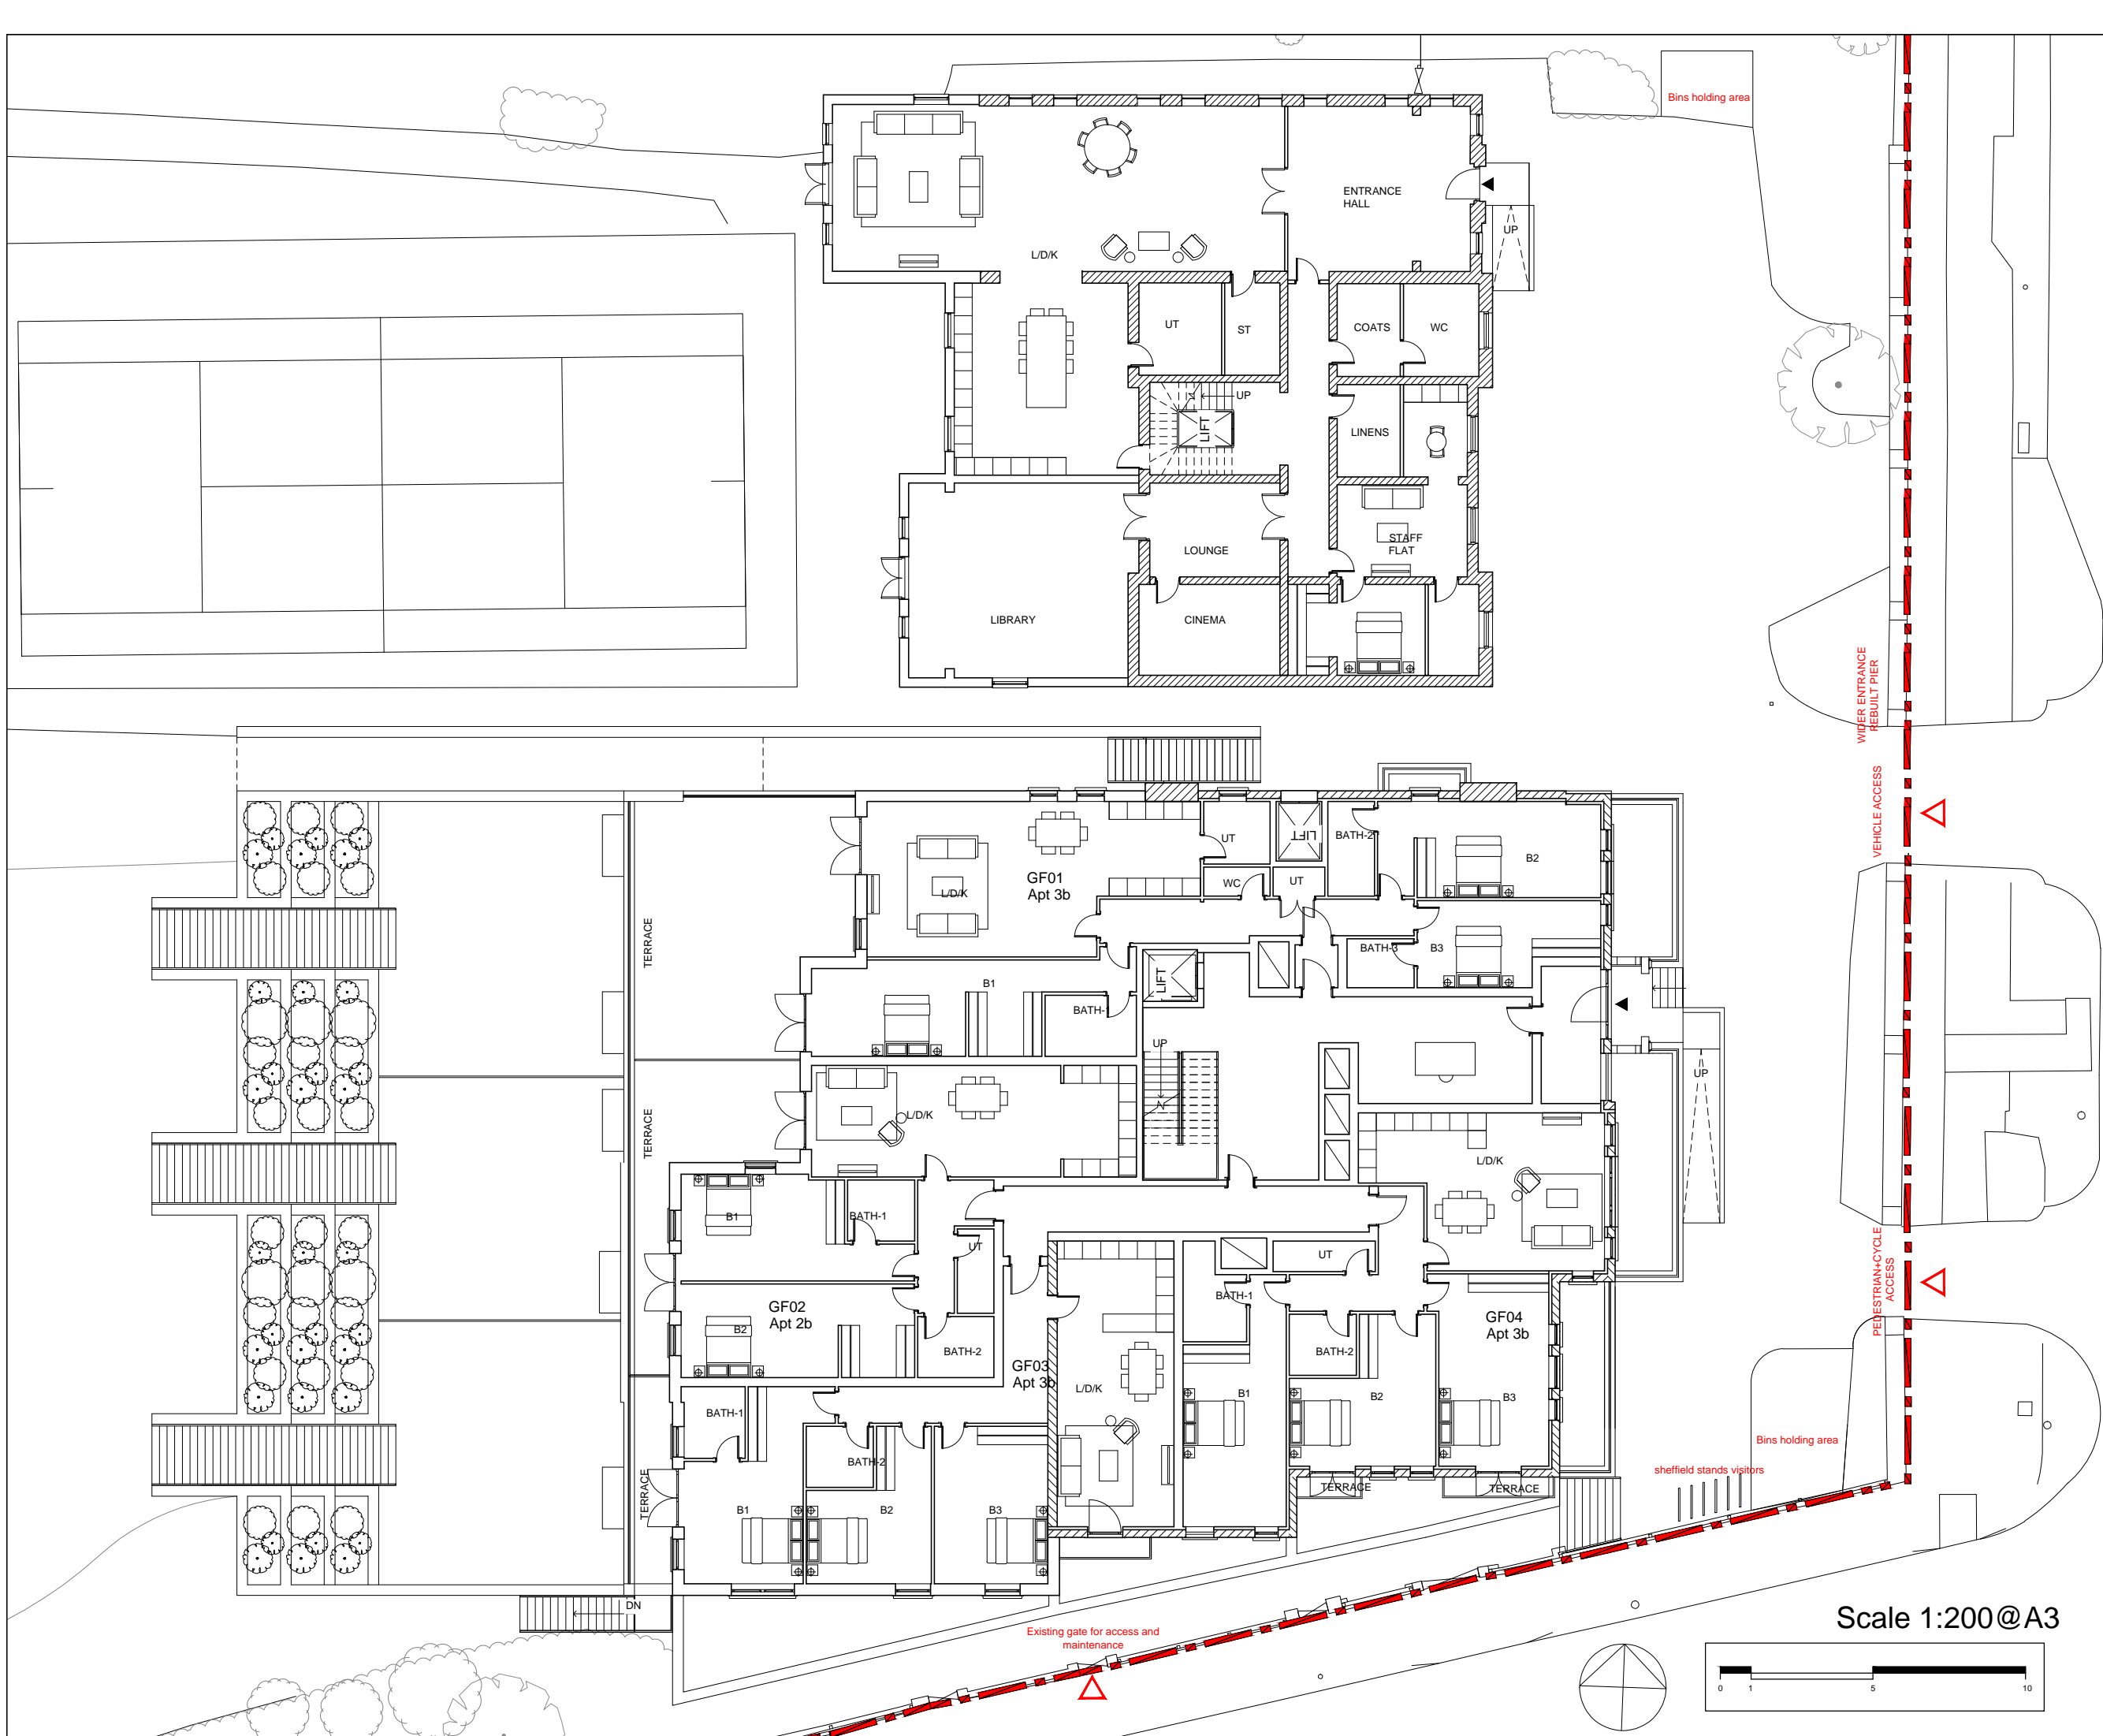 Bins holding area
ENTRANCE
HALL
UP
L/D/K
UT
ST
COATS
WC
UP
LIFT
LINENS
STAFF
FLAT
LOUNGE
LIBRARY
CINEMA
WIDER ENTRANCE
REBUILT PIER
VEHICLE ACCESS
UT
LIFT
BATH-2
B2
GF01
Apt 3b
L/D/K
WC
UT
TERRACE
BATH-3
B3
B1
LIFT
BATH-
UP
UP
L/D/K
TERRACE
L/D/K
B1
BATH-1
UT
UT
PEDESTRIAN+CYCLE
ACCESS
BATH-1
GF02
Apt 2b
B2
BATH-2
GF04
Apt 3b
BATH-2
GF03
Apt 3b
L/D/K
B1
B2
B3
BATH-1
BATH-2
Bins holding area
sheffield stands visitors
TERRACE
TERRACE
TERRACE
B1
B2
B3
DN
Existing gate for access and
maintenance
Scale 1:200@A3
0 1 5 10